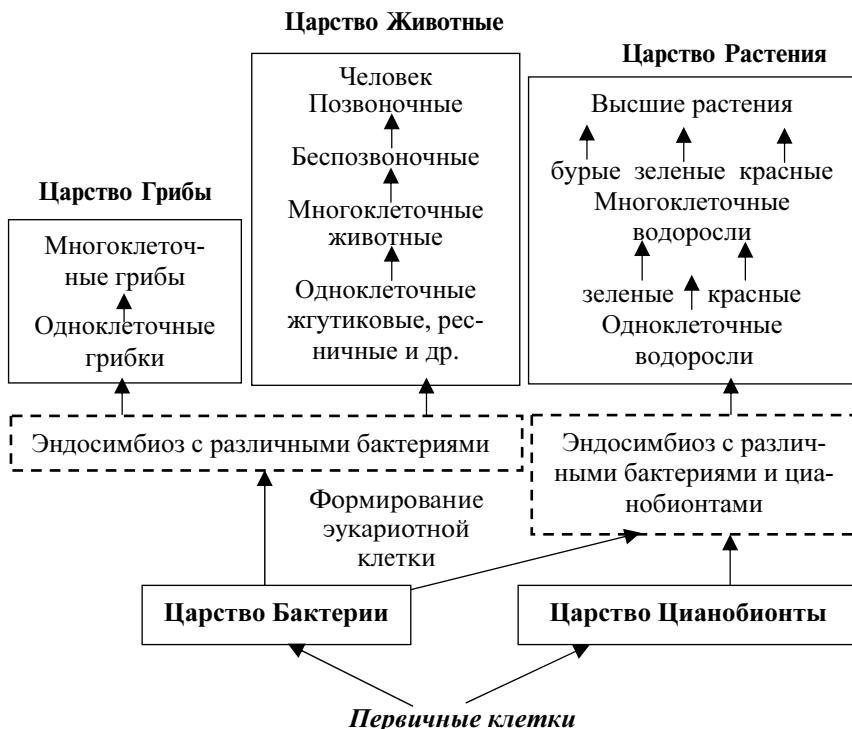 Царство Животные
Человек
Позвоночные
Беспозвоночные
Многоклеточные
животные
Одноклеточные
жгутиковые, рес-
ничные и др.
Царство Растения
Высшие растения
бурые зеленые красные
Многоклеточные
водоросли
зеленые красные
Одноклеточные
водоросли
Царство Грибы
Многоклеточ-
ные грибы
Одноклеточные
грибки
Эндосимбиоз с различными бактериями
Эндосимбиоз с различ-
ными бактериями и циа-
нобионтами
Формирование
эукариотной
клетки
Царство Бактерии
Царство Цианобионты
Первичные клетки